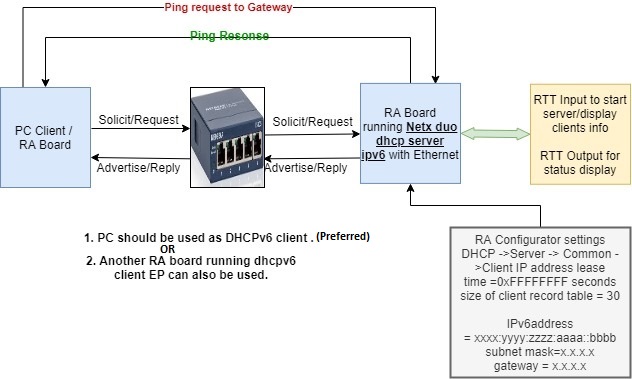 Ping request to Gateway
Ping Resonse
PC Client /
RA Board
Solicit/Request
Advertise/Reply
Solicit/Request
Advertise/Reply
RA Board
running Netx duo
dhcp server
ipv6 with Ethernet
RTT Input to start
server/display
clients info
RTT Output for
status display
1. PC should be used as DHCPv6 client . (Preferred)
OR
2. Another RA board running dhcpv6
client EP can also be used.
RA Configurator settings
DHCP ->Server -> Common -
>Client IP address lease
time =0xFFFFFFFF seconds
size of client record table = 30
IPv6address
= xxxx:yyyy:zzzz:aaaa::bbbb
subnet mask=x.x.x.x
gateway = x.x.x.x